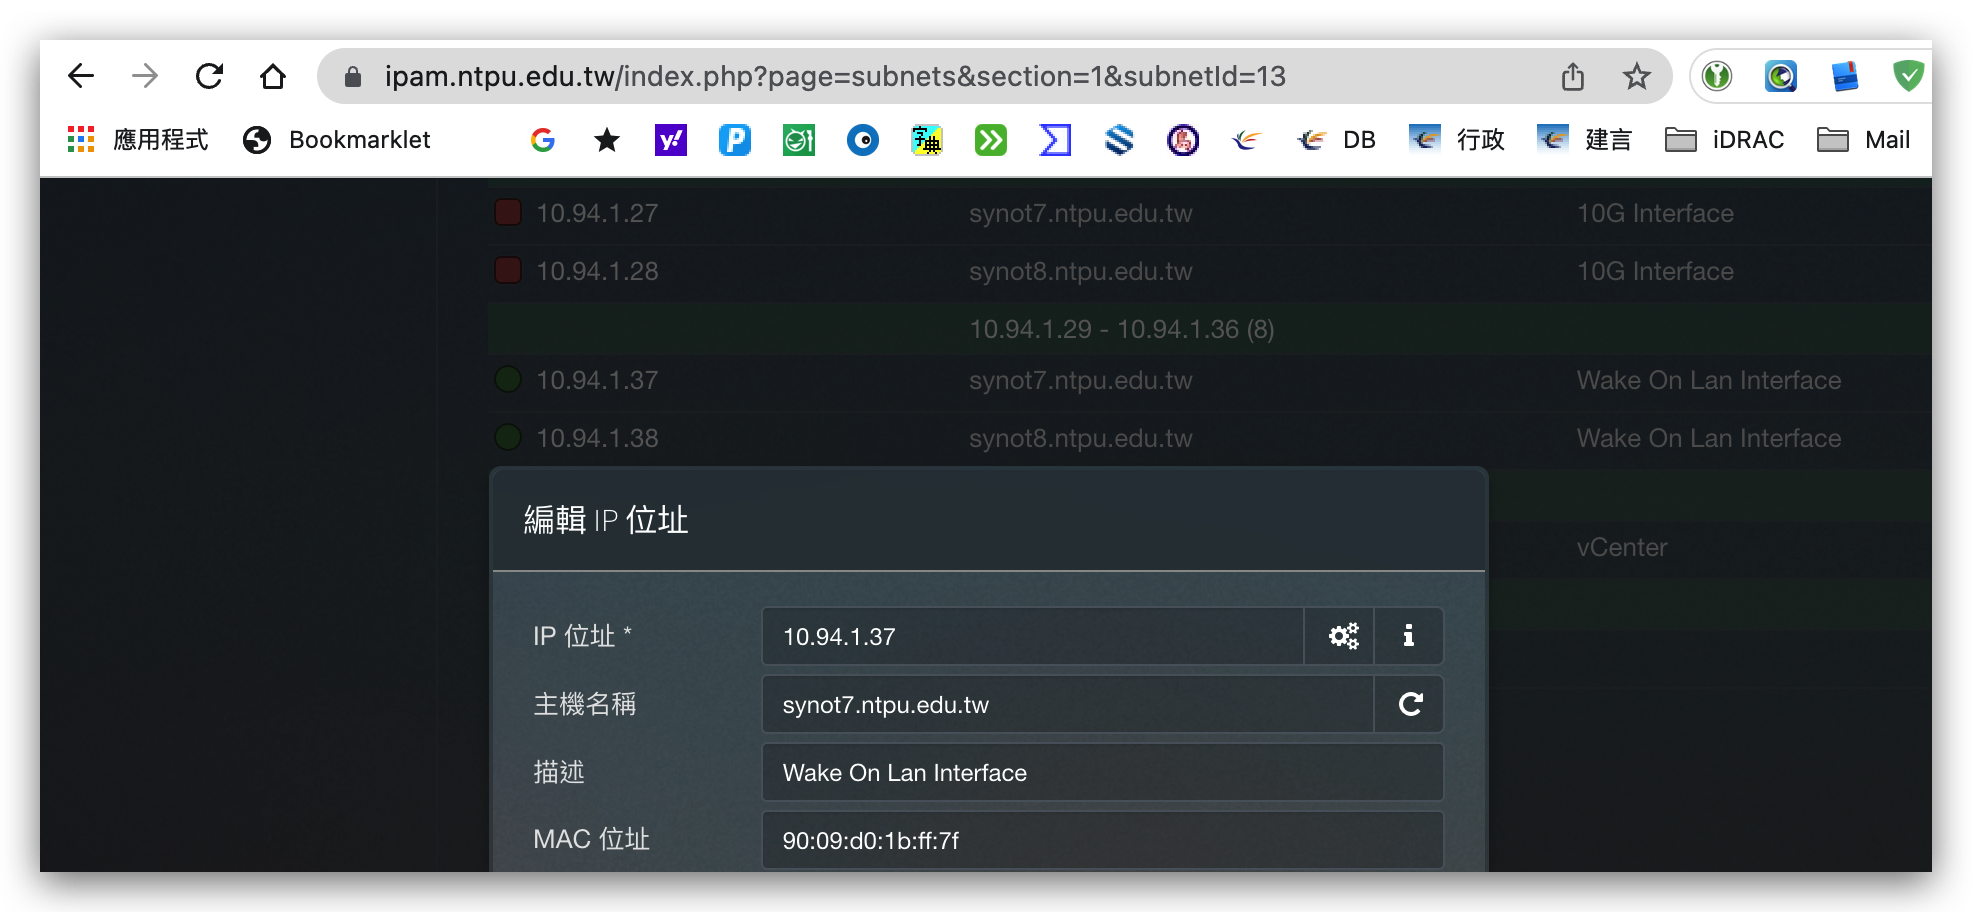 ipam.ntpu.edu.tw/index.php?page=subnets&section=1&subnetId=13
應用程式 Bookmarklet DB 行政 建言 iDRAC Mail
10.94.1.27 synot7.ntpu.edu.tw 10G Interface
10.94.1.28 synot8.ntpu.edu.tw 10G Interface
10.94.1.29 - 10.94.1.36 (8)
10.94.1.37 synot7.ntpu.edu.tw Wake On Lan Interface
10.94.1.38 synot8.ntpu.edu.tw Wake On Lan Interface
編輯 IP 位址
vCenter
IP 位址 * 10.94.1.37
主機名稱 synot7.ntpu.edu.tw
描述 Wake On Lan Interface
MAC 位址 90:09:d0:1b:ff:7f